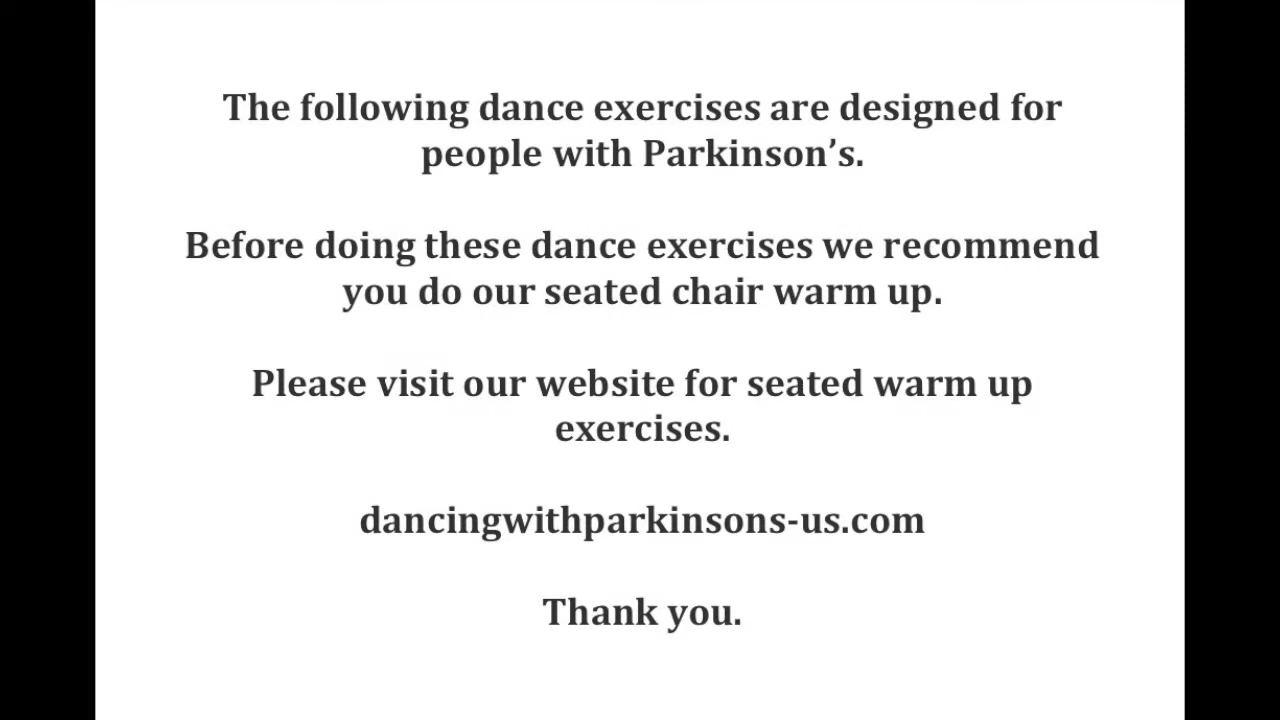 The following dance exercises are designed for
people with Parkinson’s.
Before doing these dance exercises we recommend
you do our seated chair warm up.
Please visit our website for seated warm up
exercises.
dancingwithparkinsons-us.com
Thank you.